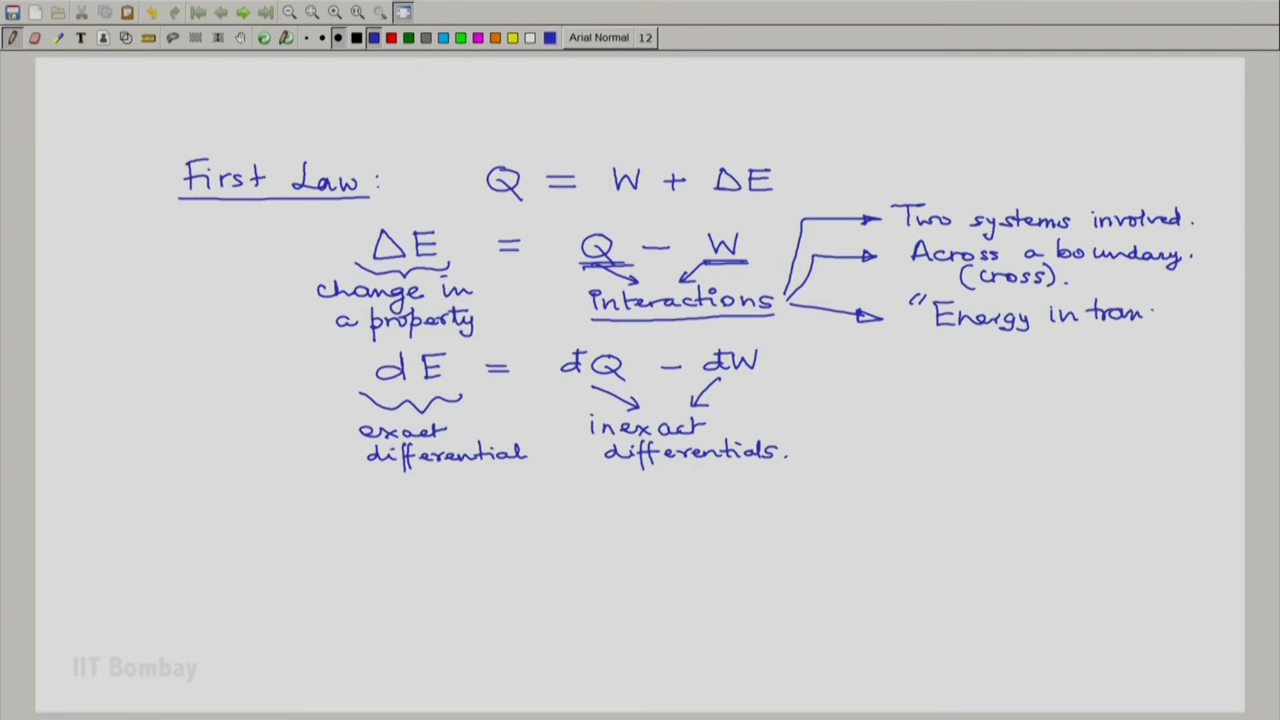 Arial Normal 12
First Law: Q = W + ΔE
ΔE = Q − W
change in a property
interactions
Two systems involved.
Across a boundary.
(cross).
"Energy in tran
dE = đQ − đW
exact differential
inexact differentials.
IIT Bombay